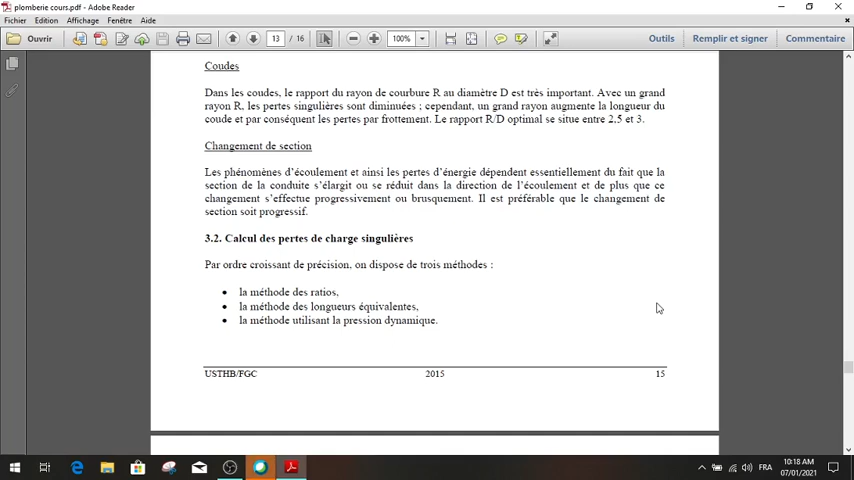 plomberie cours.pdf - Adobe Reader
Fichier Edition Affichage Fenêtre Aide
Ouvrir 13 / 16 100% Outils Remplir et signer Commentaire
Coudes
Dans les coudes, le rapport du rayon de courbure R au diamètre D est très important. Avec un grand
rayon R, les pertes singulières sont diminuées ; cependant, un grand rayon augmente la longueur du
coude et par conséquent les pertes par frottement. Le rapport R/D optimal se situe entre 2,5 et 3.
Changement de section
Les phénomènes d’écoulement et ainsi les pertes d’énergie dépendent essentiellement du fait que la
section de la conduite s’élargit ou se réduit dans la direction de l’écoulement et de plus que ce
changement s’effectue progressivement ou brusquement. Il est préférable que le changement de
section soit progressif.
3.2. Calcul des pertes de charge singulières
Par ordre croissant de précision, on dispose de trois méthodes :
• la méthode des ratios,
• la méthode des longueurs équivalentes,
• la méthode utilisant la pression dynamique.
USTHB/FGC 2015 15
FRA 10:18 AM
07/01/2021